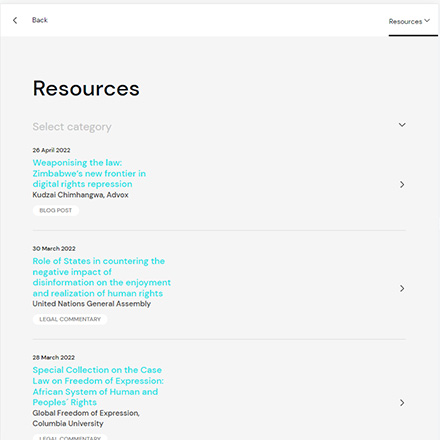 Back
Resources
Resources
Select category
26 April 2022
Weaponising the law:
Zimbabwe's new frontier in
digital rights repression
Kudzai Chimhangwa, Advox
BLOG POST
30 March 2022
Role of States in countering the
negative impact of
disinformation on the enjoyment
and realization of human rights
United Nations General Assembly
LEGAL COMMENTARY
28 March 2022
Special Collection on the Case
Law on Freedom of Expression:
African System of Human and
Peoples' Rights
Global Freedom of Expression,
Columbia University
LEGAL COMMENTARY